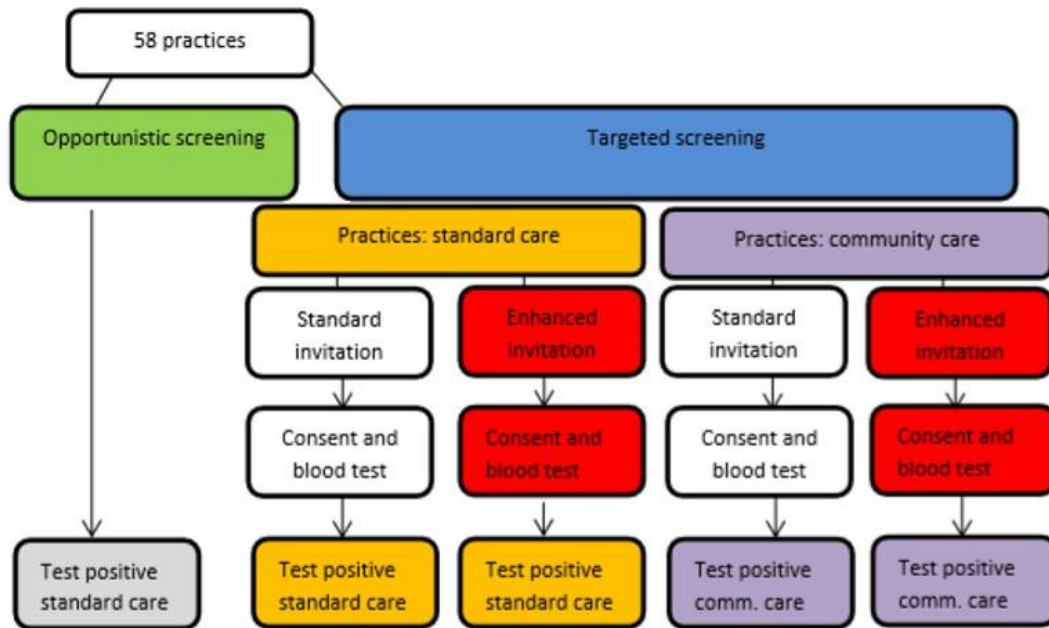 58 practices
Opportunistic screening
Targeted screening
Practices: standard care
Practices: community care
Standard
invitation
Enhanced
invitation
Standard
invitation
Enhanced
invitation
Consent and
blood test
Consent and
blood test
Consent and
blood test
Consent and
blood test
Test positive
standard care
Test positive
standard care
Test positive
standard care
Test positive
comm. care
Test positive
comm. care